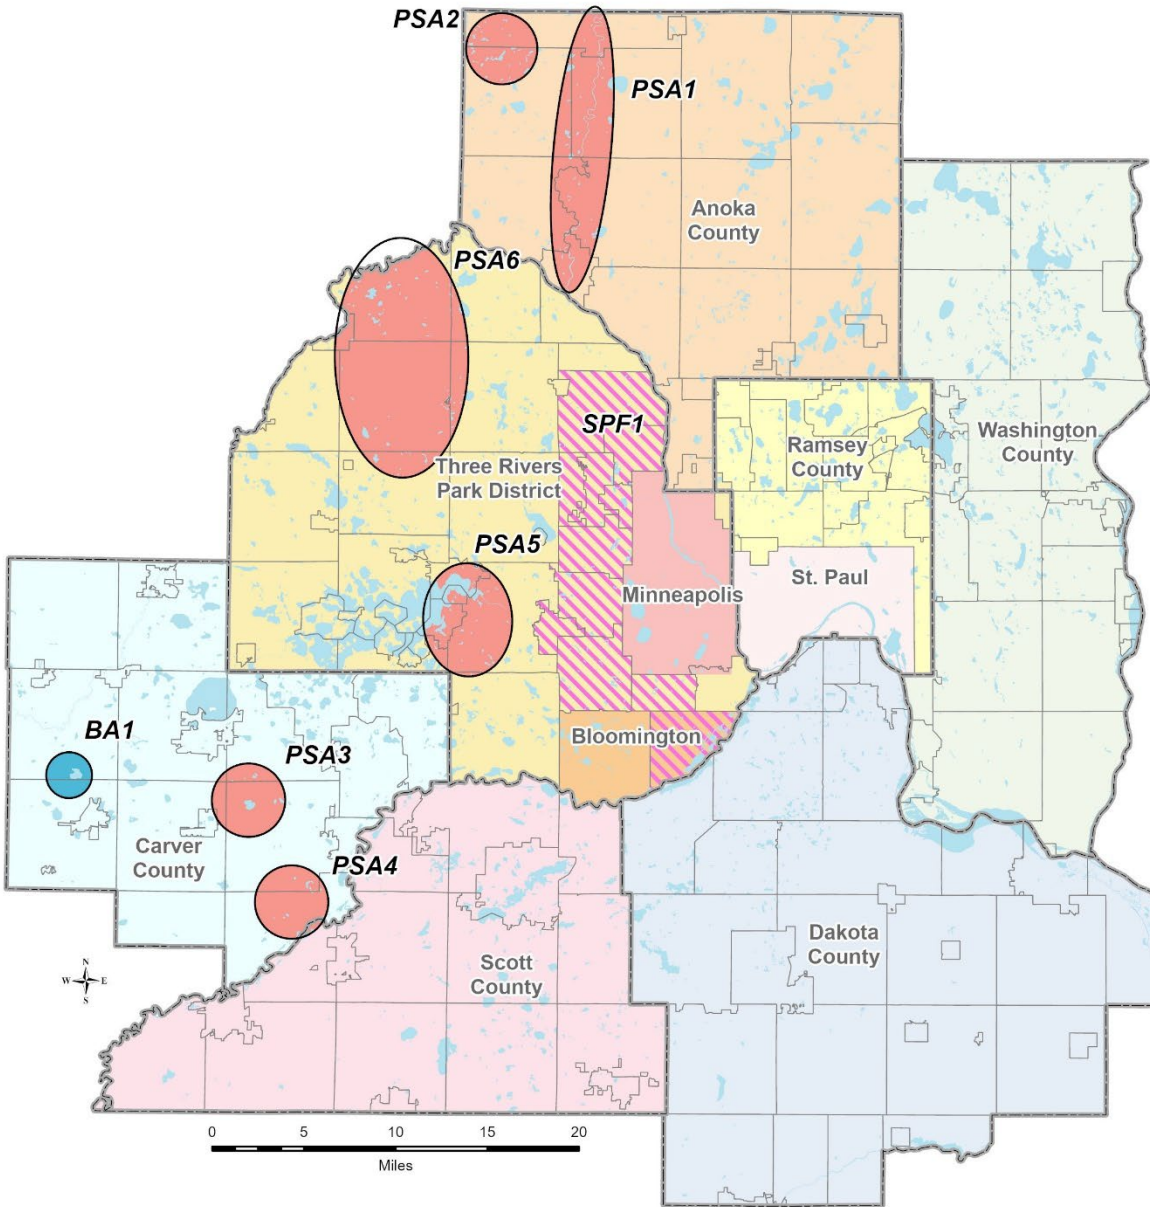 PSA2
PSA1
Anoka
County
PSA6
SPF1
Three Rivers
Park District
Ramsey
County
Washington
County
PSA5
Minneapolis
St. Paul
BA1
PSA3
Bloomington
Carver
County
PSA4
Scott
County
Dakota
County
N
W E
S
0 5 10 15 20
Miles